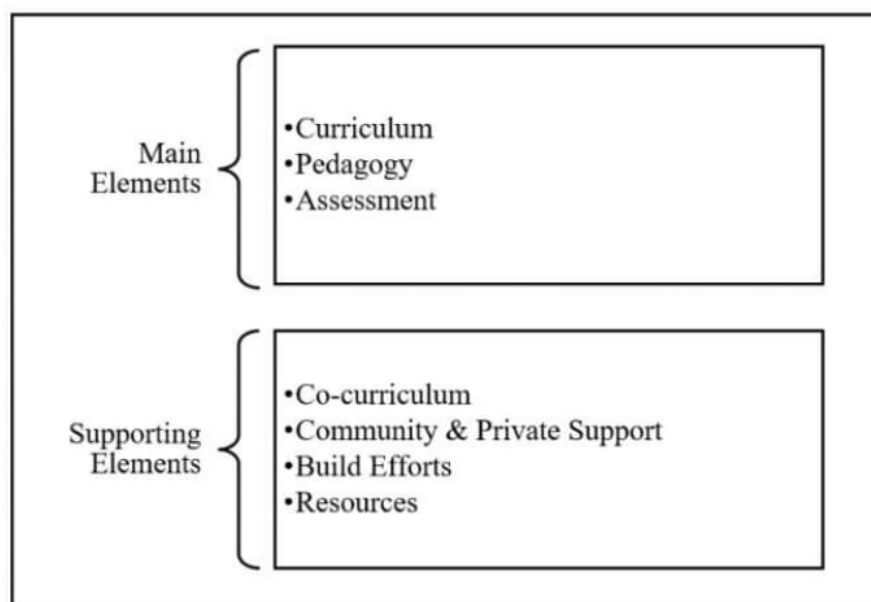 Main
Elements
•Curriculum
•Pedagogy
•Assessment
Supporting
Elements
•Co-curriculum
•Community & Private Support
•Build Efforts
•Resources